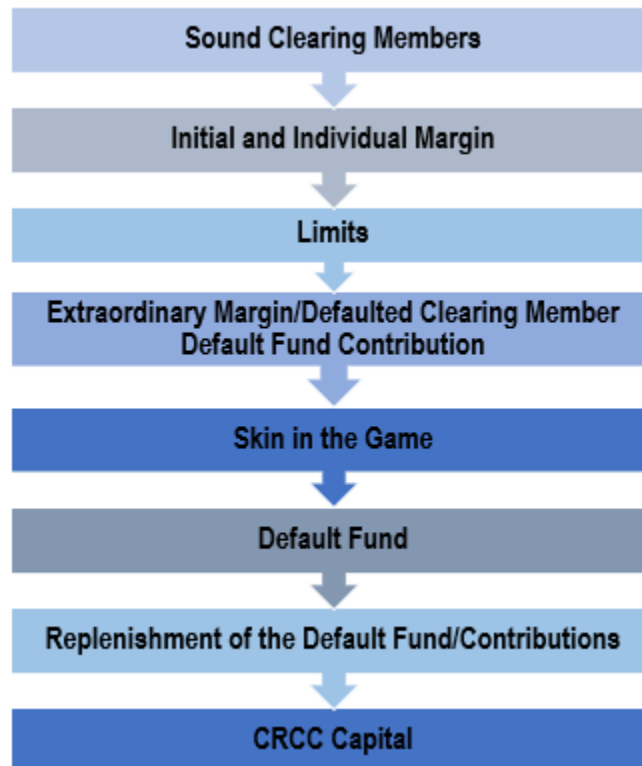 Sound Clearing Members
Initial and Individual Margin
Limits
Extraordinary Margin/Defaulted Clearing Member
Default Fund Contribution
Skin in the Game
Default Fund
Replenishment of the Default Fund/Contributions
CRCC Capital